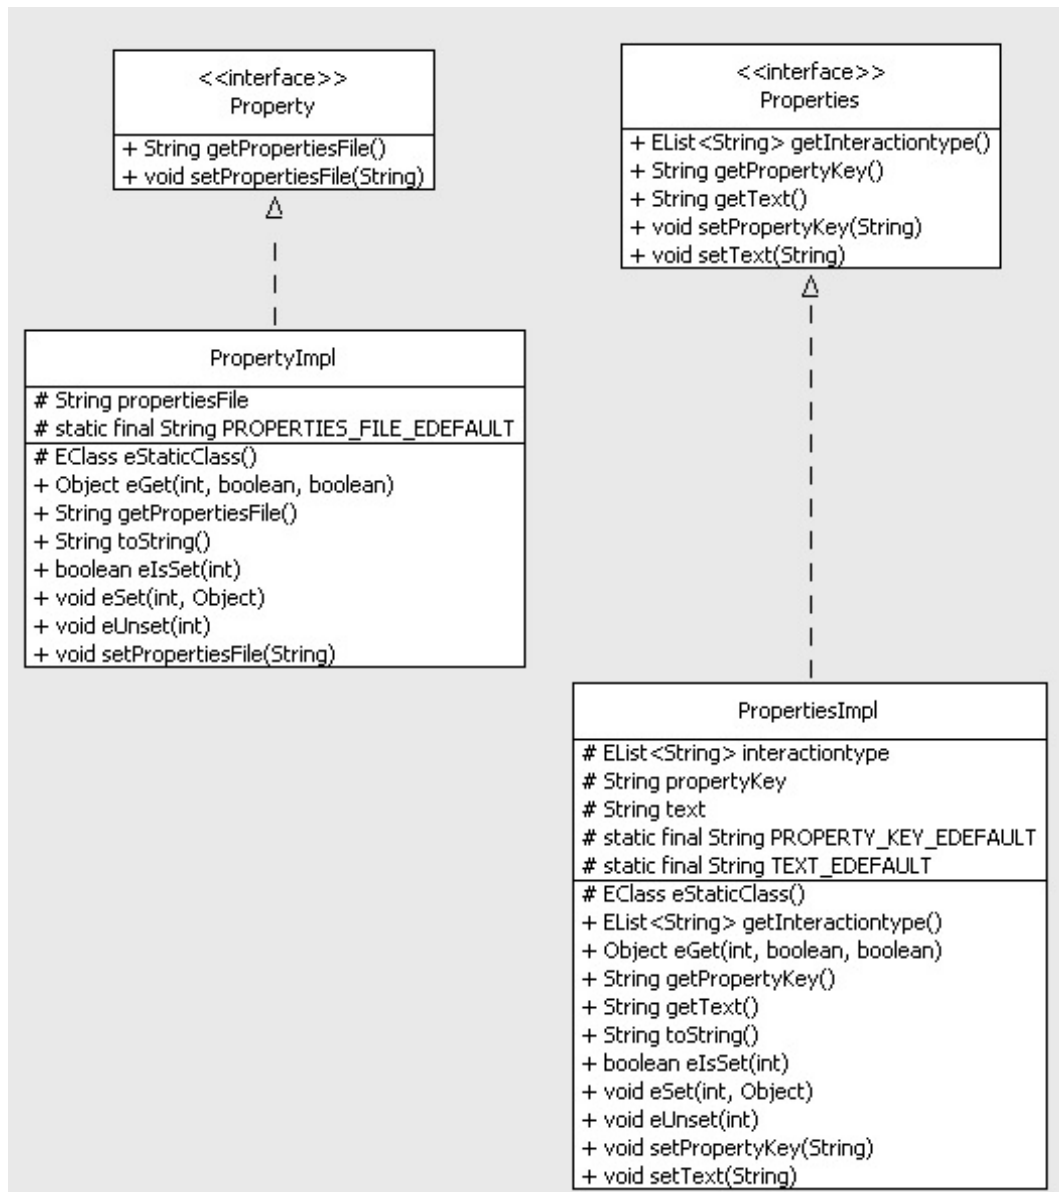 <<interface>>
Property
+ String getPropertiesFile()
+ void setPropertiesFile(String)
<<interface>>
Properties
+ EList<String> getInteractiontype()
+ String getPropertyKey()
+ String getText()
+ void setPropertyKey(String)
+ void setText(String)
PropertyImpl
# String propertiesFile
# static final String PROPERTIES_FILE_EDEFAULT
# EClass eStaticClass()
+ Object eGet(int, boolean, boolean)
+ String getPropertiesFile()
+ String toString()
+ boolean eIsSet(int)
+ void eSet(int, Object)
+ void eUnset(int)
+ void setPropertiesFile(String)
PropertiesImpl
# EList<String> interactiontype
# String propertyKey
# String text
# static final String PROPERTY_KEY_EDEFAULT
# static final String TEXT_EDEFAULT
# EClass eStaticClass()
+ EList<String> getInteractiontype()
+ Object eGet(int, boolean, boolean)
+ String getPropertyKey()
+ String getText()
+ String toString()
+ boolean eIsSet(int)
+ void eSet(int, Object)
+ void eUnset(int)
+ void setPropertyKey(String)
+ void setText(String)